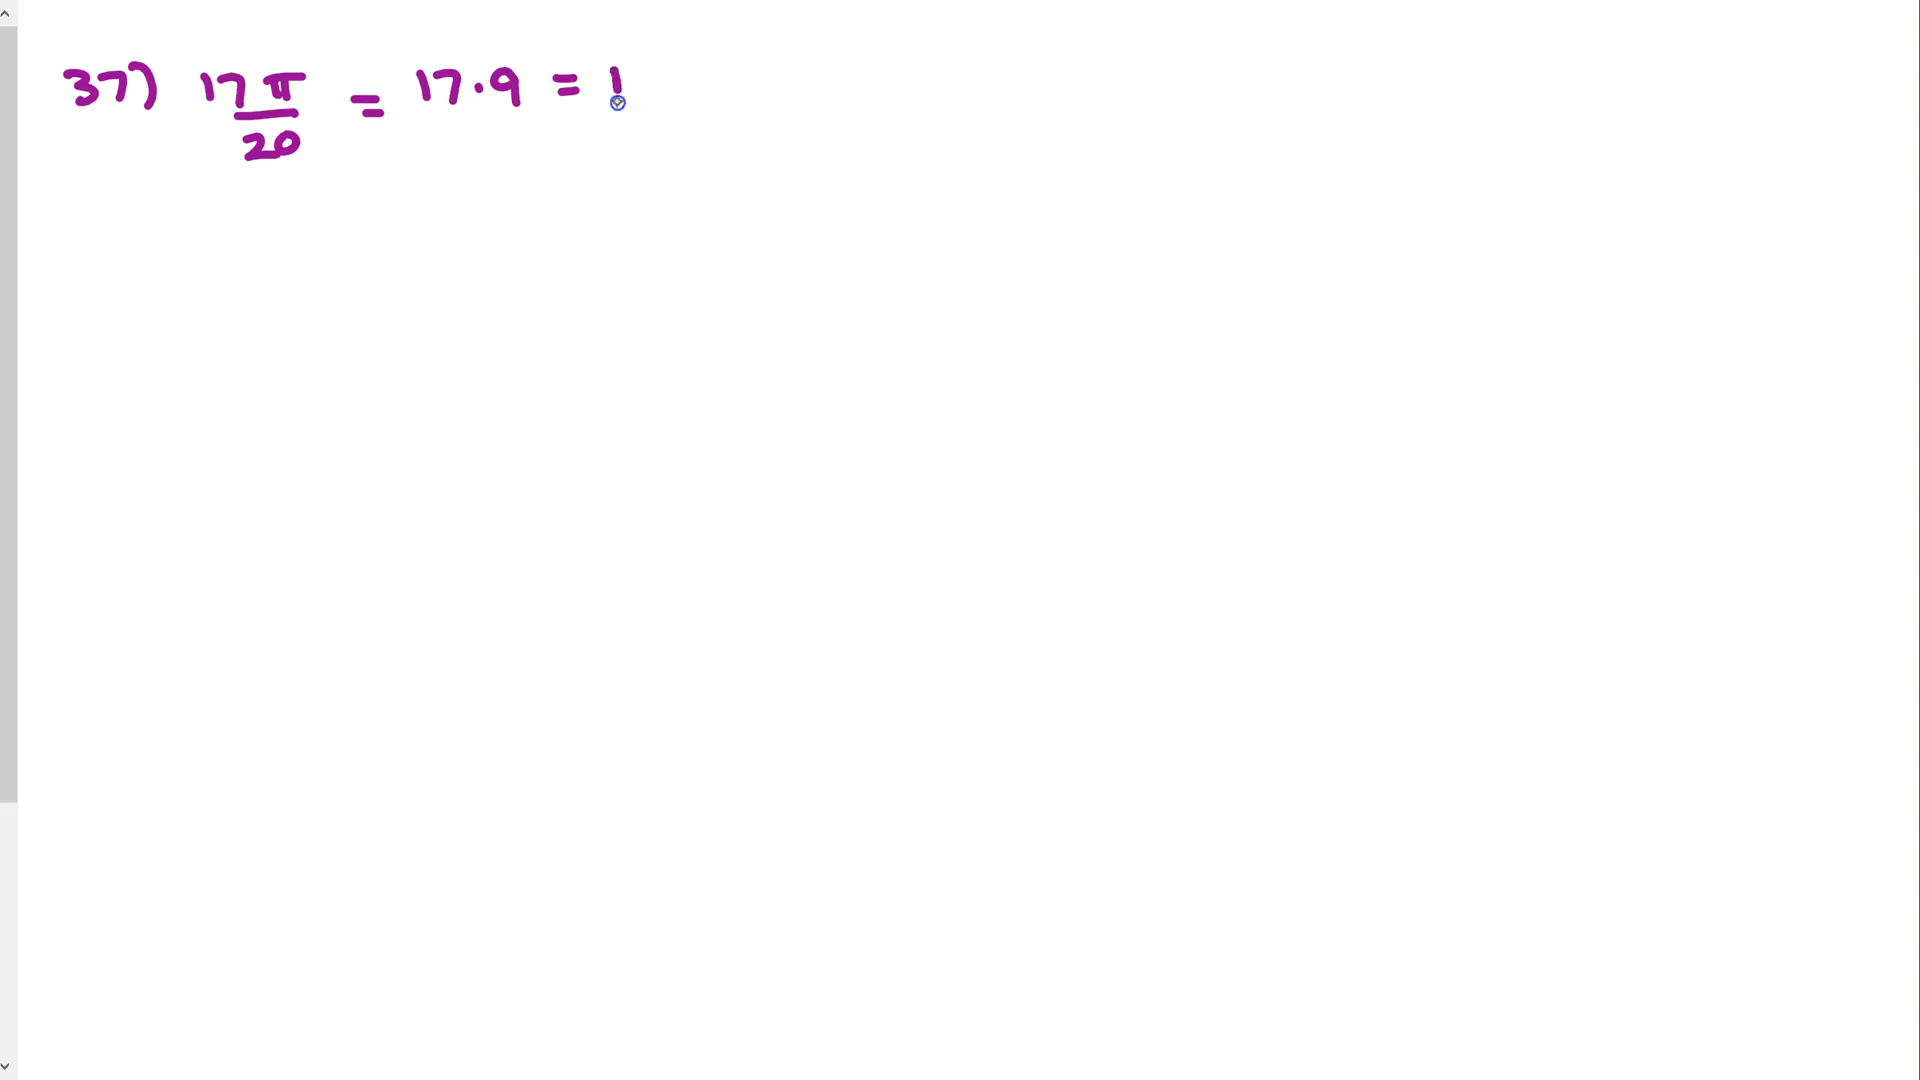 37) 17π/20 = 17·9 = 1